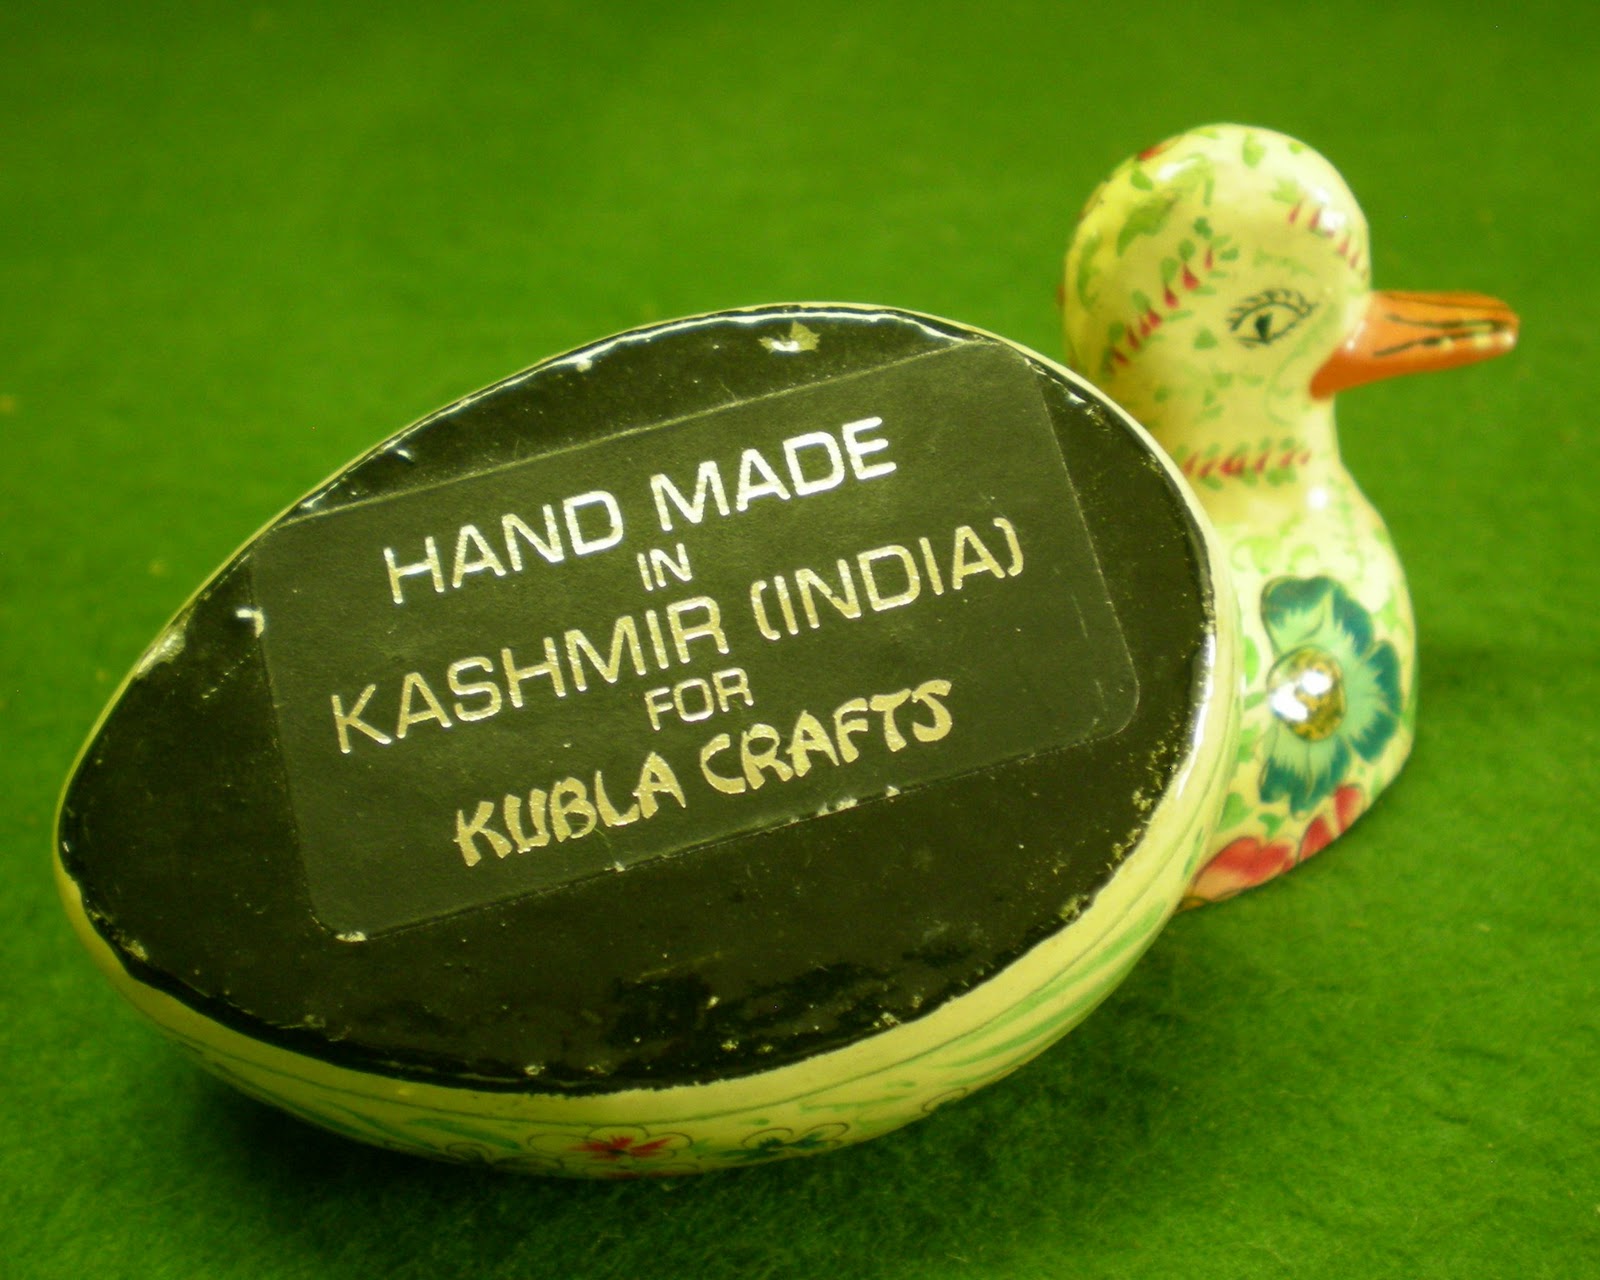 HAND MADE
IN
KASHMIR (INDIA)
FOR
KUBLA CRAFTS